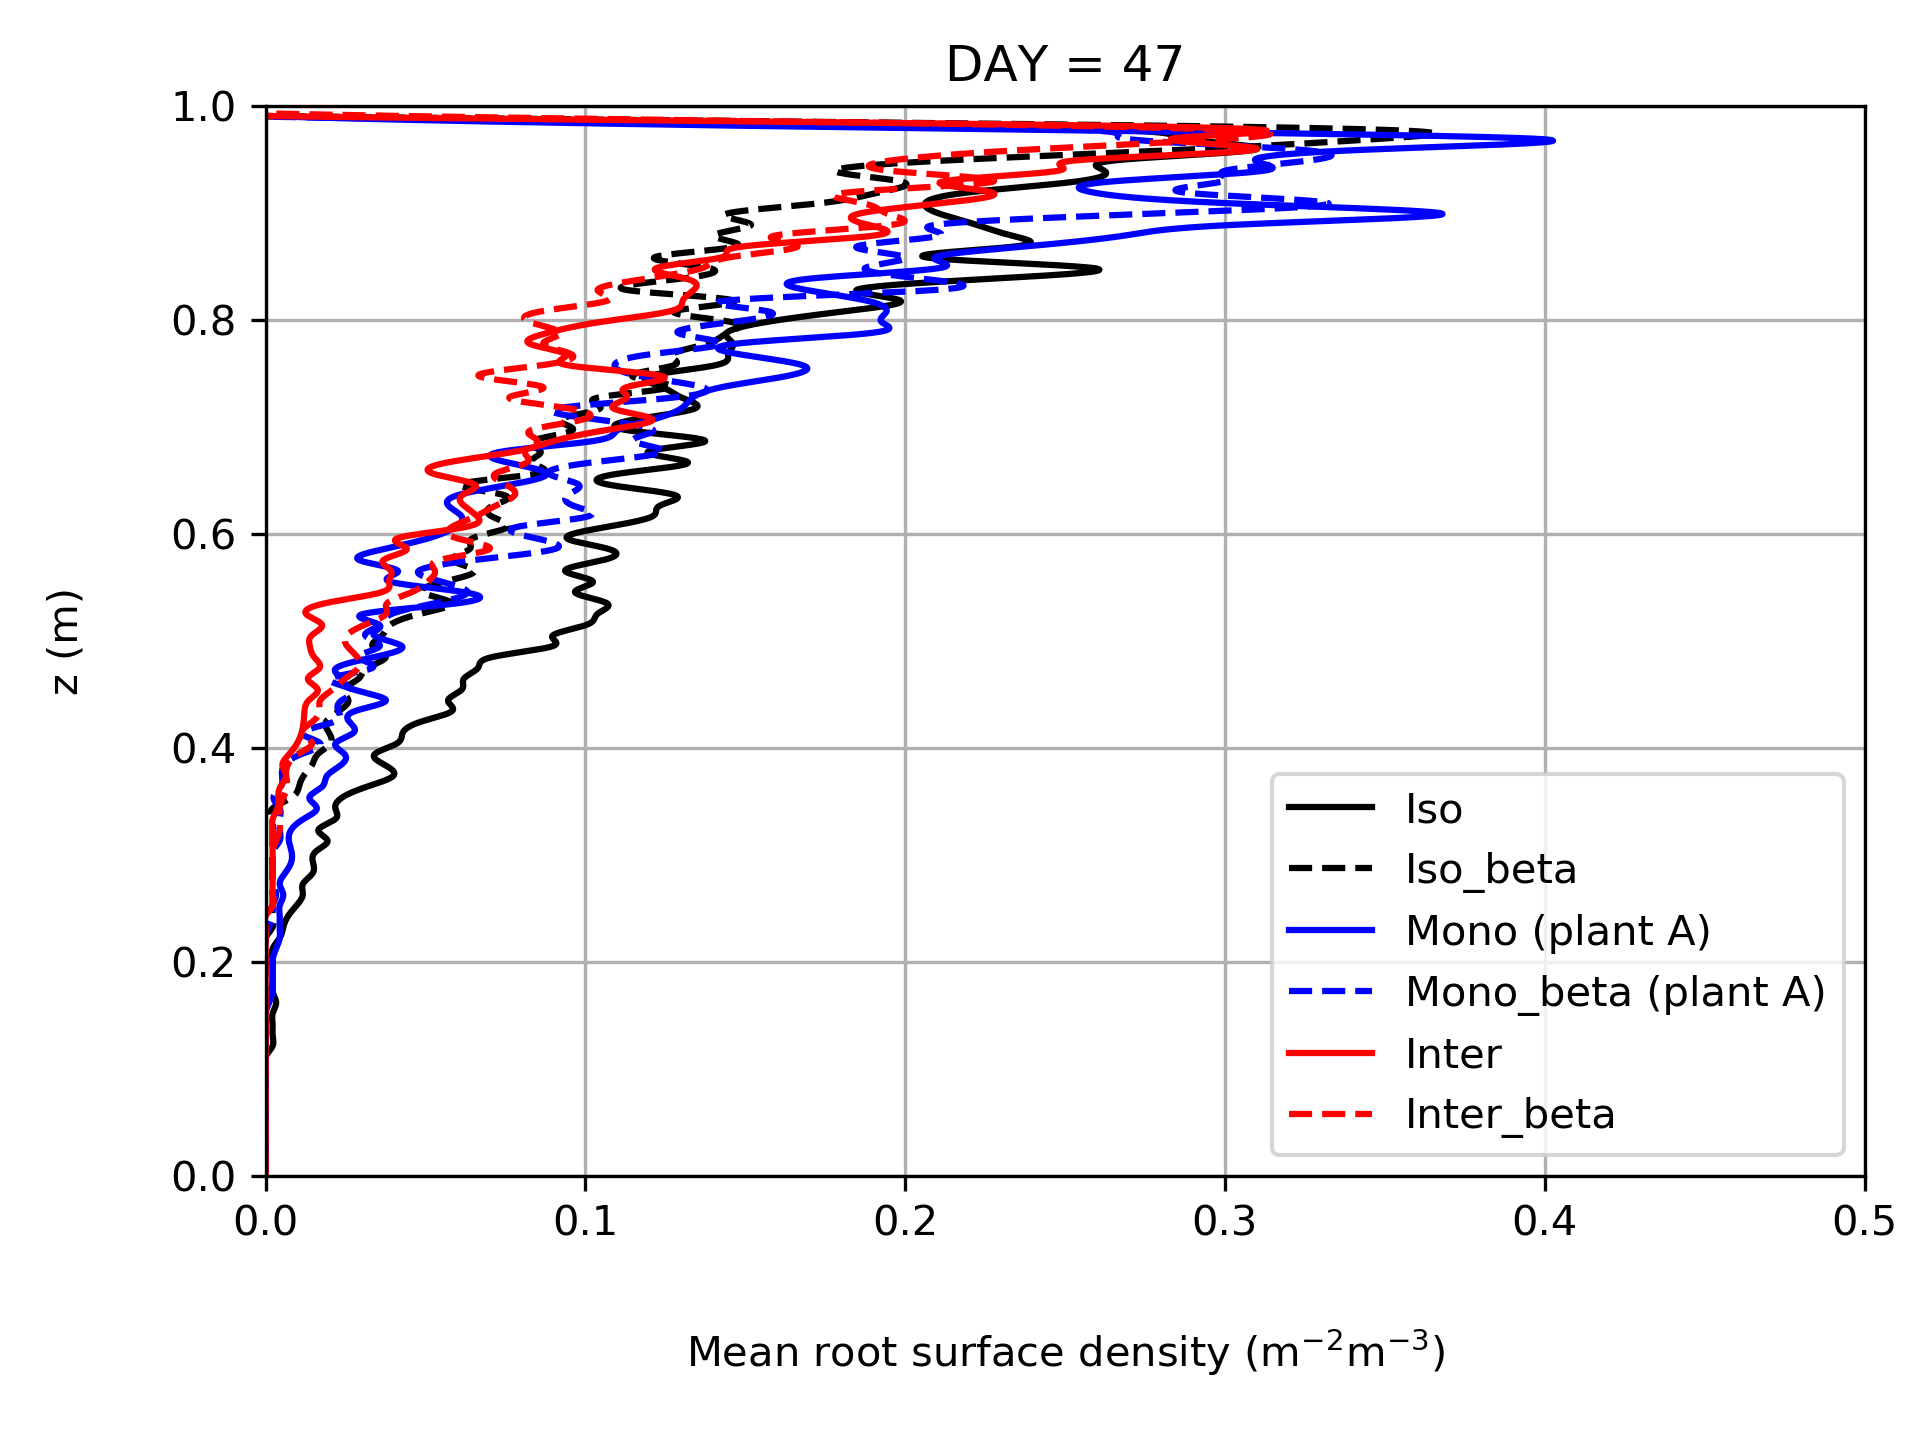 DAY = 47
1.0
0.8
0.6
0.4
0.2
0.0
z (m)
0.0 0.1 0.2 0.3 0.4 0.5
Mean root surface density (m⁻²m⁻³)
Iso
Iso_beta
Mono (plant A)
Mono_beta (plant A)
Inter
Inter_beta